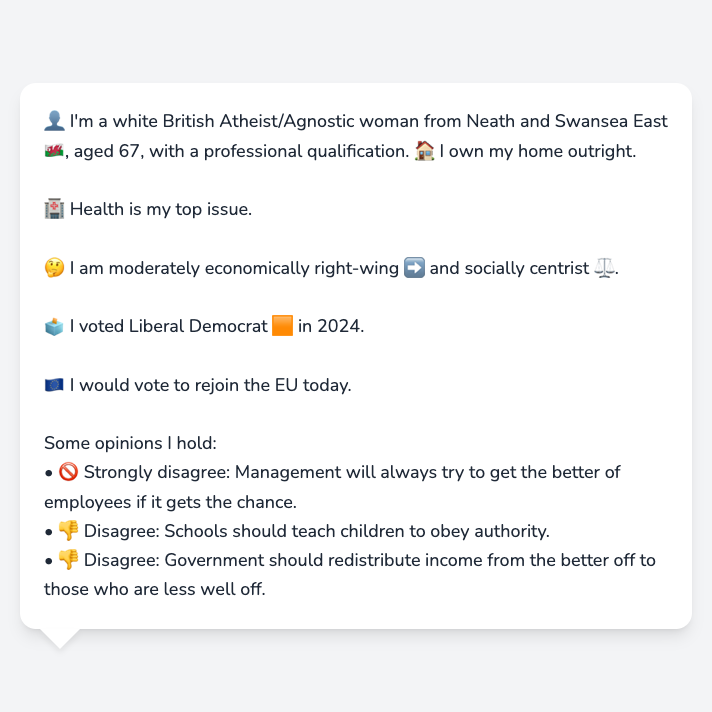 👤 I'm a white British Atheist/Agnostic woman from Neath and Swansea East
🏴󠁧󠁢󠁷󠁬󠁳󠁿, aged 67, with a professional qualification. 🏠 I own my home outright.
🏥 Health is my top issue.
🤔 I am moderately economically right-wing ➡️ and socially centrist ⚖️.
🗳️ I voted Liberal Democrat 🟧 in 2024.
🇪🇺 I would vote to rejoin the EU today.
Some opinions I hold:
• 🚫 Strongly disagree: Management will always try to get the better of
employees if it gets the chance.
• 👎 Disagree: Schools should teach children to obey authority.
• 👎 Disagree: Government should redistribute income from the better off to
those who are less well off.